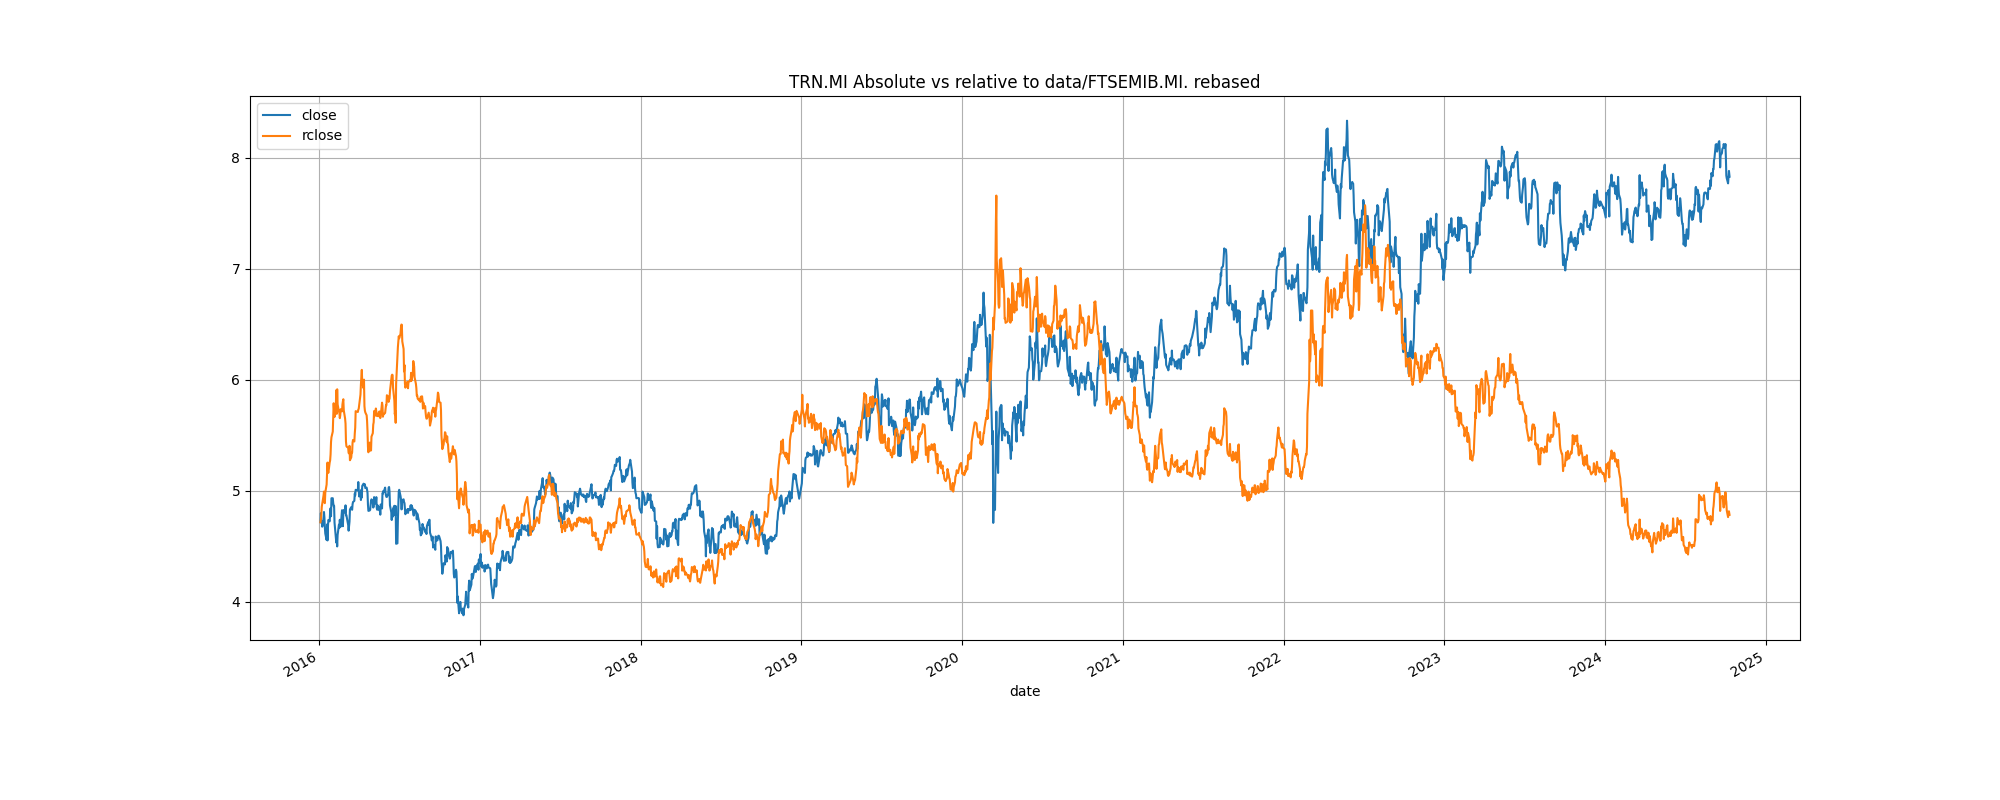 TRN.MI Absolute vs relative to data/FTSEMIB.MI. rebased
close
rclose
8
7
6
5
4
2016 2017 2018 2019 2020 2021 2022 2023 2024 2025
date